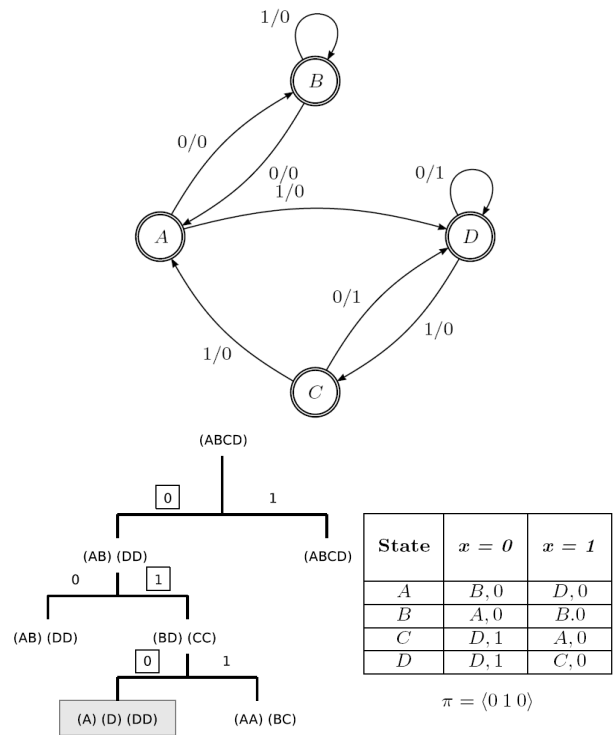 1/0
B
0/0
0/0
1/0
0/1
A
D
0/1
1/0
1/0
C
(ABCD)
0 1
(AB) (DD) (ABCD)
0 1
(AB) (DD) (BD) (CC)
0 1
(A) (D) (DD) (AA) (BC)
State x = 0 x = 1
A B, 0 D, 0
B A, 0 B.0
C D, 1 A, 0
D D, 1 C, 0
π = ⟨0 1 0⟩